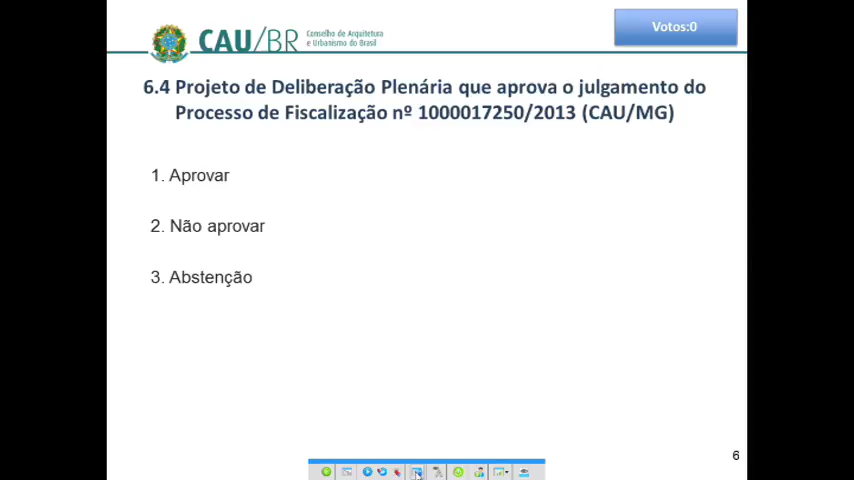 CAU/BR
Conselho de Arquitetura
e Urbanismo do Brasil
Votos:0
6.4 Projeto de Deliberação Plenária que aprova o julgamento do
Processo de Fiscalização nº 1000017250/2013 (CAU/MG)
1. Aprovar
2. Não aprovar
3. Abstenção
6